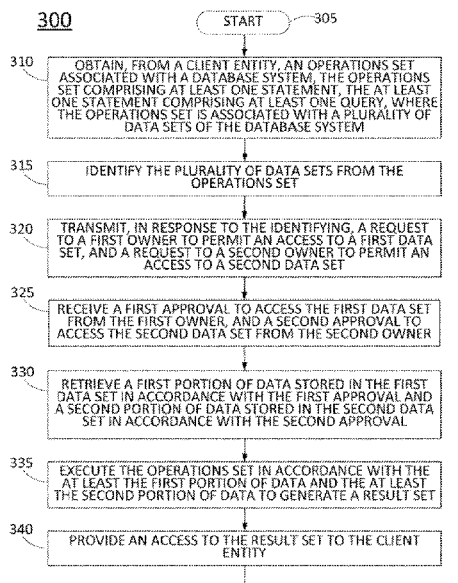 300
START
305
310
OBTAIN, FROM A CLIENT ENTITY, AN OPERATIONS SET
ASSOCIATED WITH A DATABASE SYSTEM, THE OPERATIONS
SET COMPRISING AT LEAST ONE STATEMENT, THE AT LEAST
ONE STATEMENT COMPRISING AT LEAST ONE QUERY, WHERE
THE OPERATIONS SET IS ASSOCIATED WITH A PLURALITY OF
DATA SETS OF THE DATABASE SYSTEM
315
IDENTIFY THE PLURALITY OF DATA SETS FROM THE
OPERATIONS SET
320
TRANSMIT, IN RESPONSE TO THE IDENTIFYING, A REQUEST
TO A FIRST OWNER TO PERMIT AN ACCESS TO A FIRST DATA
SET, AND A REQUEST TO A SECOND OWNER TO PERMIT AN
ACCESS TO A SECOND DATA SET
325
RECEIVE A FIRST APPROVAL TO ACCESS THE FIRST DATA SET
FROM THE FIRST OWNER, AND A SECOND APPROVAL TO
ACCESS THE SECOND DATA SET FROM THE SECOND OWNER
330
RETRIEVE A FIRST PORTION OF DATA STORED IN THE FIRST
DATA SET IN ACCORDANCE WITH THE FIRST APPROVAL AND
A SECOND PORTION OF DATA STORED IN THE SECOND DATA
SET IN ACCORDANCE WITH THE SECOND APPROVAL
335
EXECUTE THE OPERATIONS SET IN ACCORDANCE WITH THE
AT LEAST THE FIRST PORTION OF DATA AND THE AT LEAST
THE SECOND PORTION OF DATA TO GENERATE A RESULT SET
340
PROVIDE AN ACCESS TO THE RESULT SET TO THE CLIENT
ENTITY